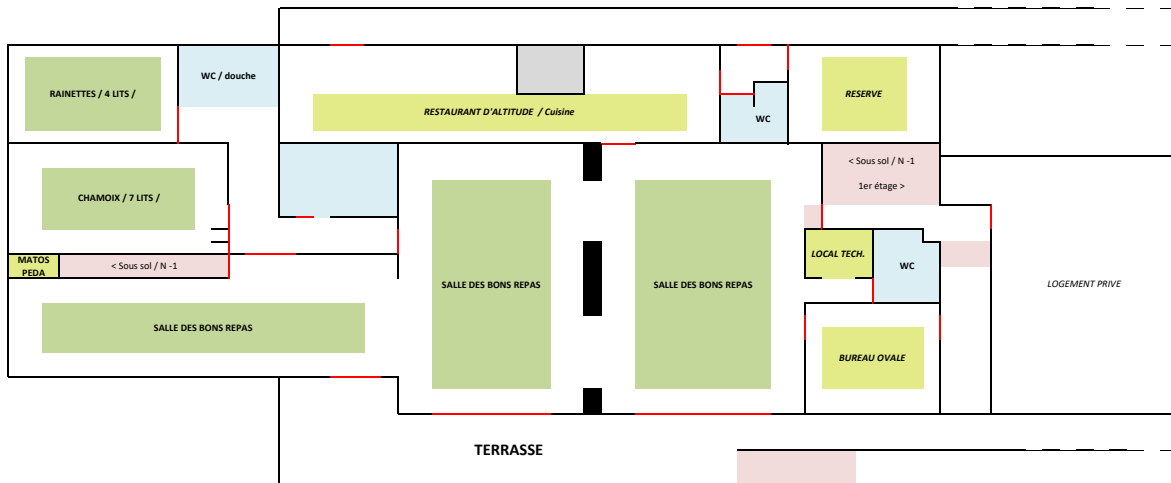 WC / douche
RAINETTES / 4 LITS /
RESTAURANT D'ALTITUDE / Cuisine
RESERVE
WC
< Sous sol / N -1
1er étage >
CHAMOIX / 7 LITS /
MATOS
PEDA
< Sous sol / N -1
LOCAL TECH.
WC
SALLE DES BONS REPAS
SALLE DES BONS REPAS
LOGEMENT PRIVE
SALLE DES BONS REPAS
BUREAU OVALE
TERRASSE